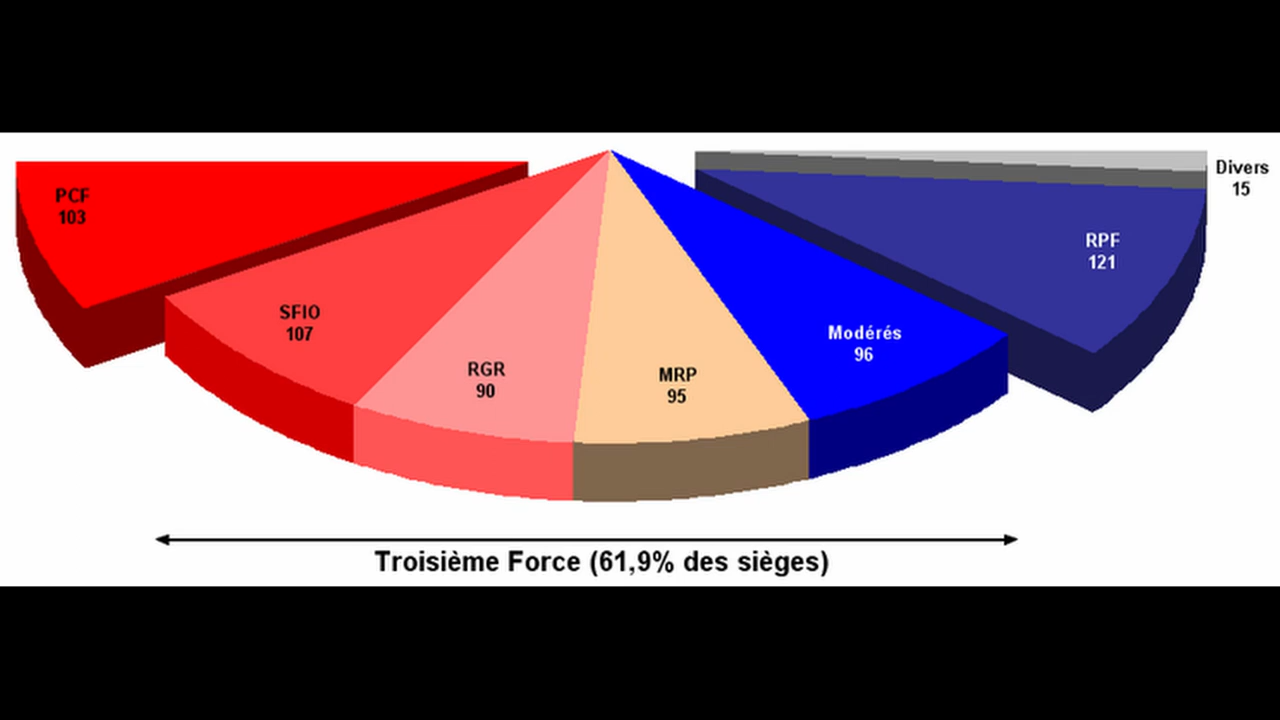 PCF
103
SFIO
107
RGR
90
MRP
95
Modérés
96
RPF
121
Divers
15
Troisième Force (61,9% des sièges)